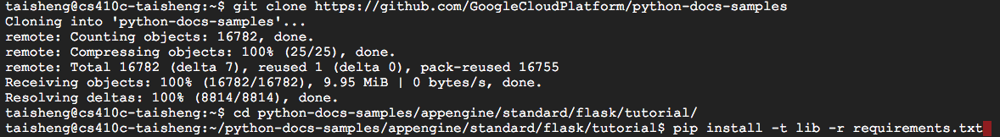 taisheng@cs410c-taisheng:~$ git clone https://github.com/GoogleCloudPlatform/python-docs-samples
Cloning into 'python-docs-samples'...
remote: Counting objects: 16782, done.
remote: Compressing objects: 100% (25/25), done.
remote: Total 16782 (delta 7), reused 1 (delta 0), pack-reused 16755
Receiving objects: 100% (16782/16782), 9.95 MiB | 0 bytes/s, done.
Resolving deltas: 100% (8814/8814), done.
taisheng@cs410c-taisheng:~$ cd python-docs-samples/appengine/standard/flask/tutorial/
taisheng@cs410c-taisheng:~/python-docs-samples/appengine/standard/flask/tutorial$ pip install -t lib -r requirements.txt